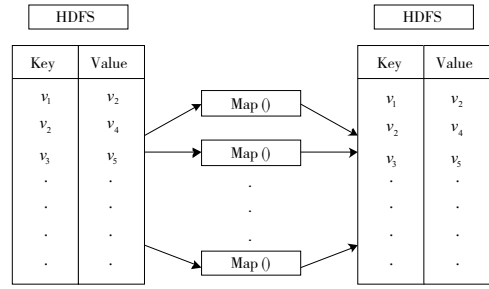 HDFS HDFS
Key Value Key Value
v₁ v₂ Map () v₁ v₂
v₂ v₄ v₂ v₄
Map ()
v₃ v₅ v₃ v₅
. . . .
. . . . .
. . . . .
. . . . .
Map ()